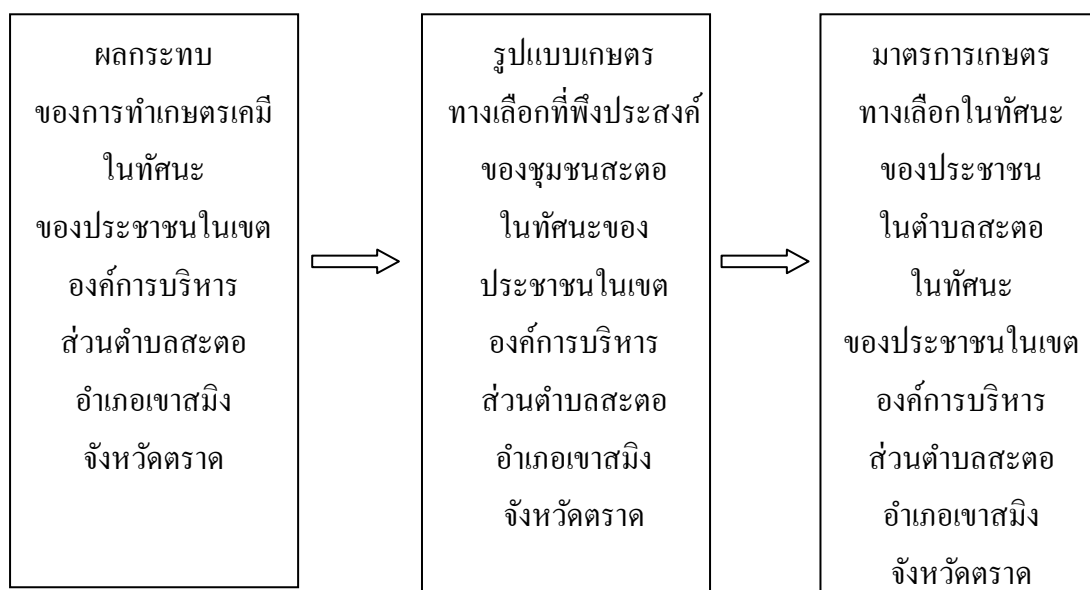 ผลกระทบ
ของการทำเกษตรเคมี
ในทัศนะ
ของประชาชนในเขต
องค์การบริหาร
ส่วนตำบลสะตอ
อำเภอเขาสมิง
จังหวัดตราด
รูปแบบเกษตร
ทางเลือกที่พึงประสงค์
ของชุมชนสะตอ
ในทัศนะของ
ประชาชนในเขต
องค์การบริหาร
ส่วนตำบลสะตอ
อำเภอเขาสมิง
จังหวัดตราด
มาตรการเกษตร
ทางเลือกในทัศนะ
ของประชาชน
ในตำบลสะตอ
ในทัศนะ
ของประชาชนในเขต
องค์การบริหาร
ส่วนตำบลสะตอ
อำเภอเขาสมิง
จังหวัดตราด